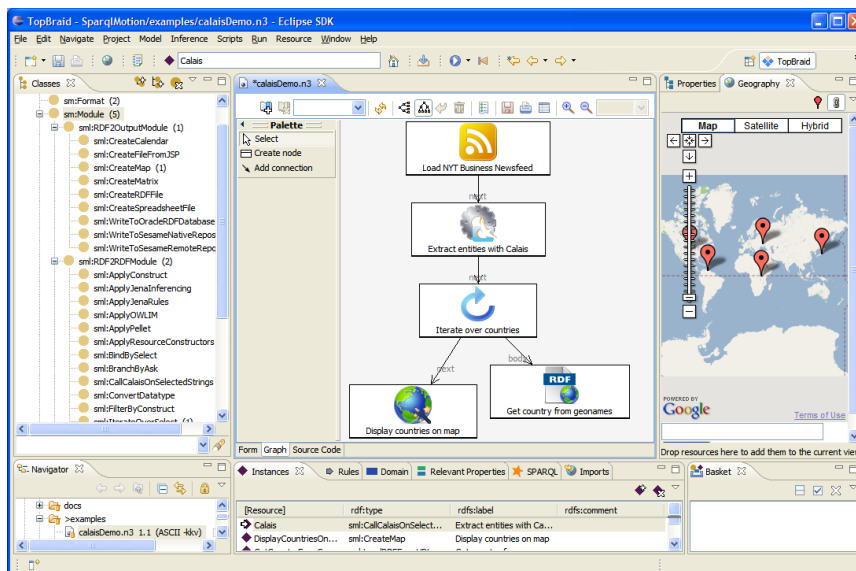 TopBraid - SparqlMotion/examples/calaisDemo.n3 - Eclipse SDK
File Edit Navigate Project Model Inference Scripts Run Resource Window Help
Calais
TopBraid
Classes
sm:Format (2)
sm:Module (5)
sml:RDF2OutputModule (1)
sml:CreateCalendar
sml:CreateFileFromJSP
sml:CreateMap (1)
sml:CreateMatrix
sml:CreateRDFFile
sml:CreateSpreadsheetFile
sml:WriteToOracleRDFDatabase
sml:WriteToSesameNativeRepos
sml:WriteToSesameRemoteRepo
sml:RDF2RDFModule (2)
sml:ApplyConstruct
sml:ApplyJenaInferencing
sml:ApplyJenaRules
sml:ApplyOWLIM
sml:ApplyPellet
sml:ApplyResourceConstructors
sml:BindBySelect
sml:BranchByAsk
sml:CallCalaisOnSelectedStrings
sml:ConvertDatatype
sml:FilterByConstruct
sml:IterateOverSelect (1)
*calaisDemo.n3
Palette
Select
Create node
Add connection
Load NYT Business Newsfeed
next
Extract entities with Calais
next
Iterate over countries
next
body
Display countries on map
RDF
Get country from geonames
Form Graph Source Code
Properties Geography
Map Satellite Hybrid
POWERED BY
Google
Terms of Use
Drop resources here to add them to the current view
Navigator
docs
>examples
calaisDemo.n3 1.1 (ASCII -kkv)
Instances Rules Domain Relevant Properties SPARQL Imports
[Resource] rdf:type rdfs:label rdfs:comment
Calais sml:CallCalaisOnSelect... Extract entities with Ca...
DisplayCountriesOn... sml:CreateMap Display countries on map
Basket